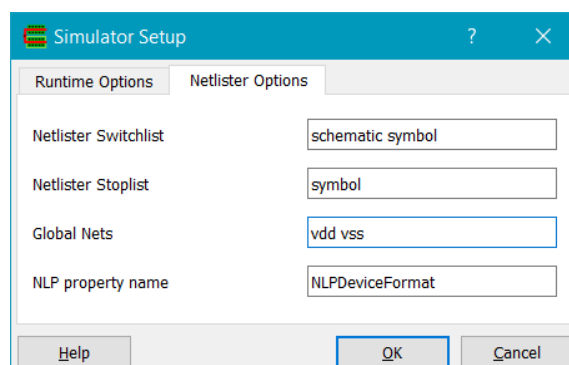 Simulator Setup ?
Runtime Options Netlister Options
Netlister Switchlist schematic symbol
Netlister Stoplist symbol
Global Nets vdd vss
NLP property name NLPDeviceFormat
Help OK Cancel